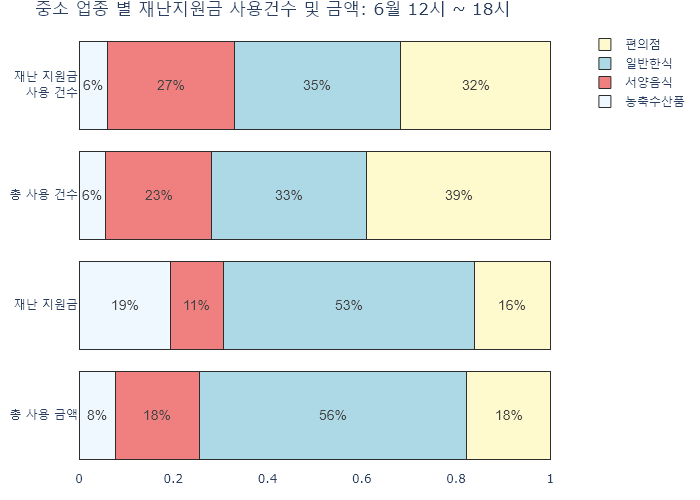 중소 업종 별 재난지원금 사용건수 및 금액: 6월 12시 ~ 18시
편의점
일반한식
서양음식
농축수산품
재난 지원금
사용 건수
6%
27%
35%
32%
총 사용 건수
6%
23%
33%
39%
재난 지원금
19%
11%
53%
16%
총 사용 금액
8%
18%
56%
18%
0
0.2
0.4
0.6
0.8
1